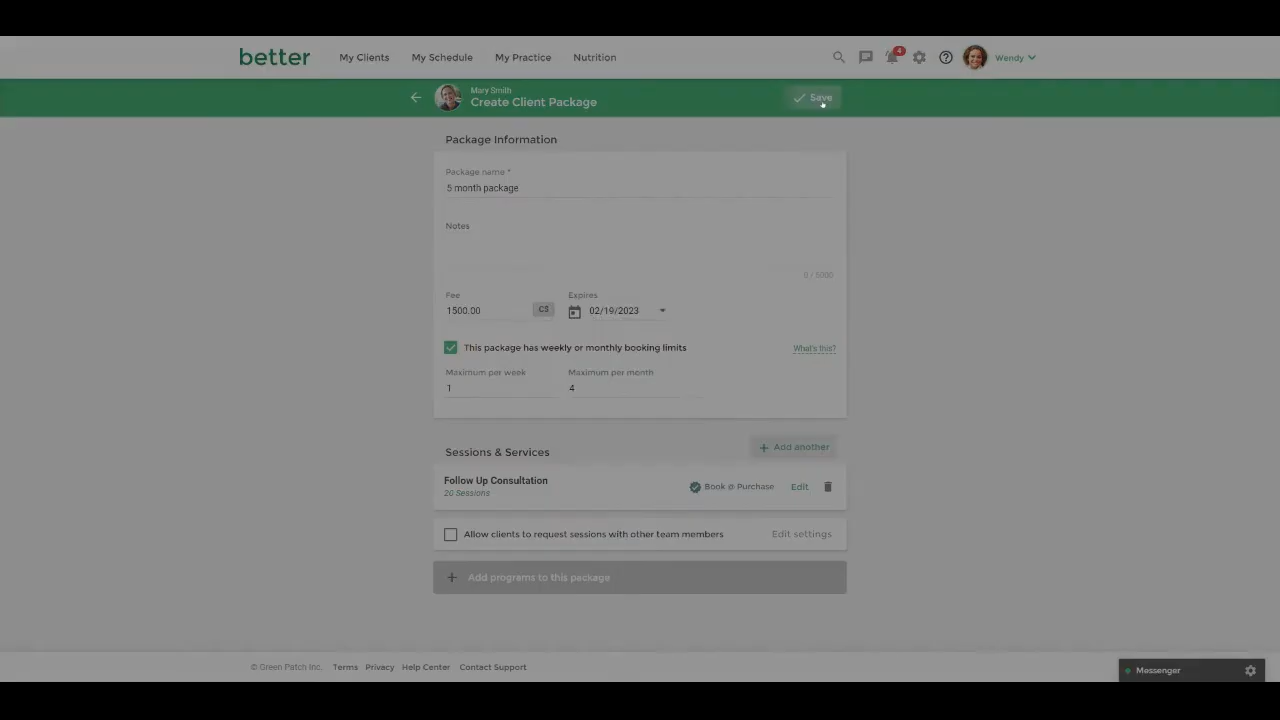 better My Clients My Schedule My Practice Nutrition 4 Wendy
Mary Smith
Create Client Package
Save
Package Information
Package name *
5 month package
Notes
0 / 5000
Fee Expires
1500.00 C$ 02/19/2023
This package has weekly or monthly booking limits What's this?
Maximum per week Maximum per month
1 4
Sessions & Services Add another
Follow Up Consultation
20 Sessions
Book @ Purchase Edit
Allow clients to request sessions with other team members Edit settings
Add programs to this package
© Green Patch Inc. Terms Privacy Help Center Contact Support
Messenger